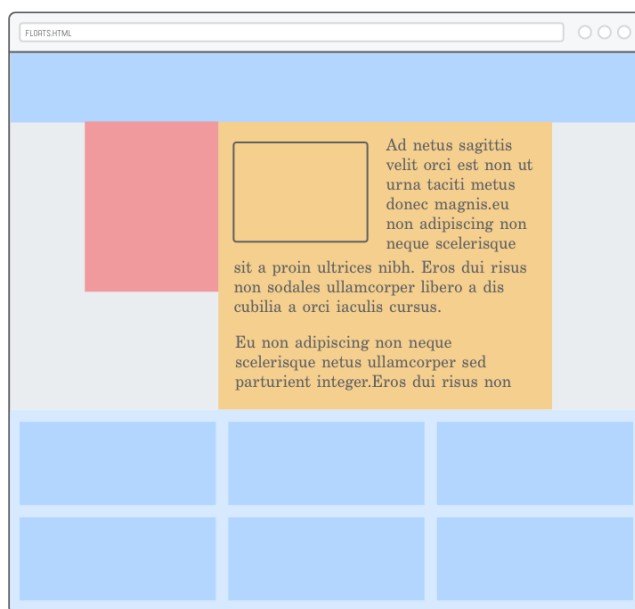 FLOATS.HTML
Ad netus sagittis
velit orci est non ut
urna taciti metus
donec magnis.eu
non adipiscing non
neque scelerisque
sit a proin ultrices nibh. Eros dui risus
non sodales ullamcorper libero a dis
cubilia a orci iaculis cursus.
Eu non adipiscing non neque
scelerisque netus ullamcorper sed
parturient integer.Eros dui risus non